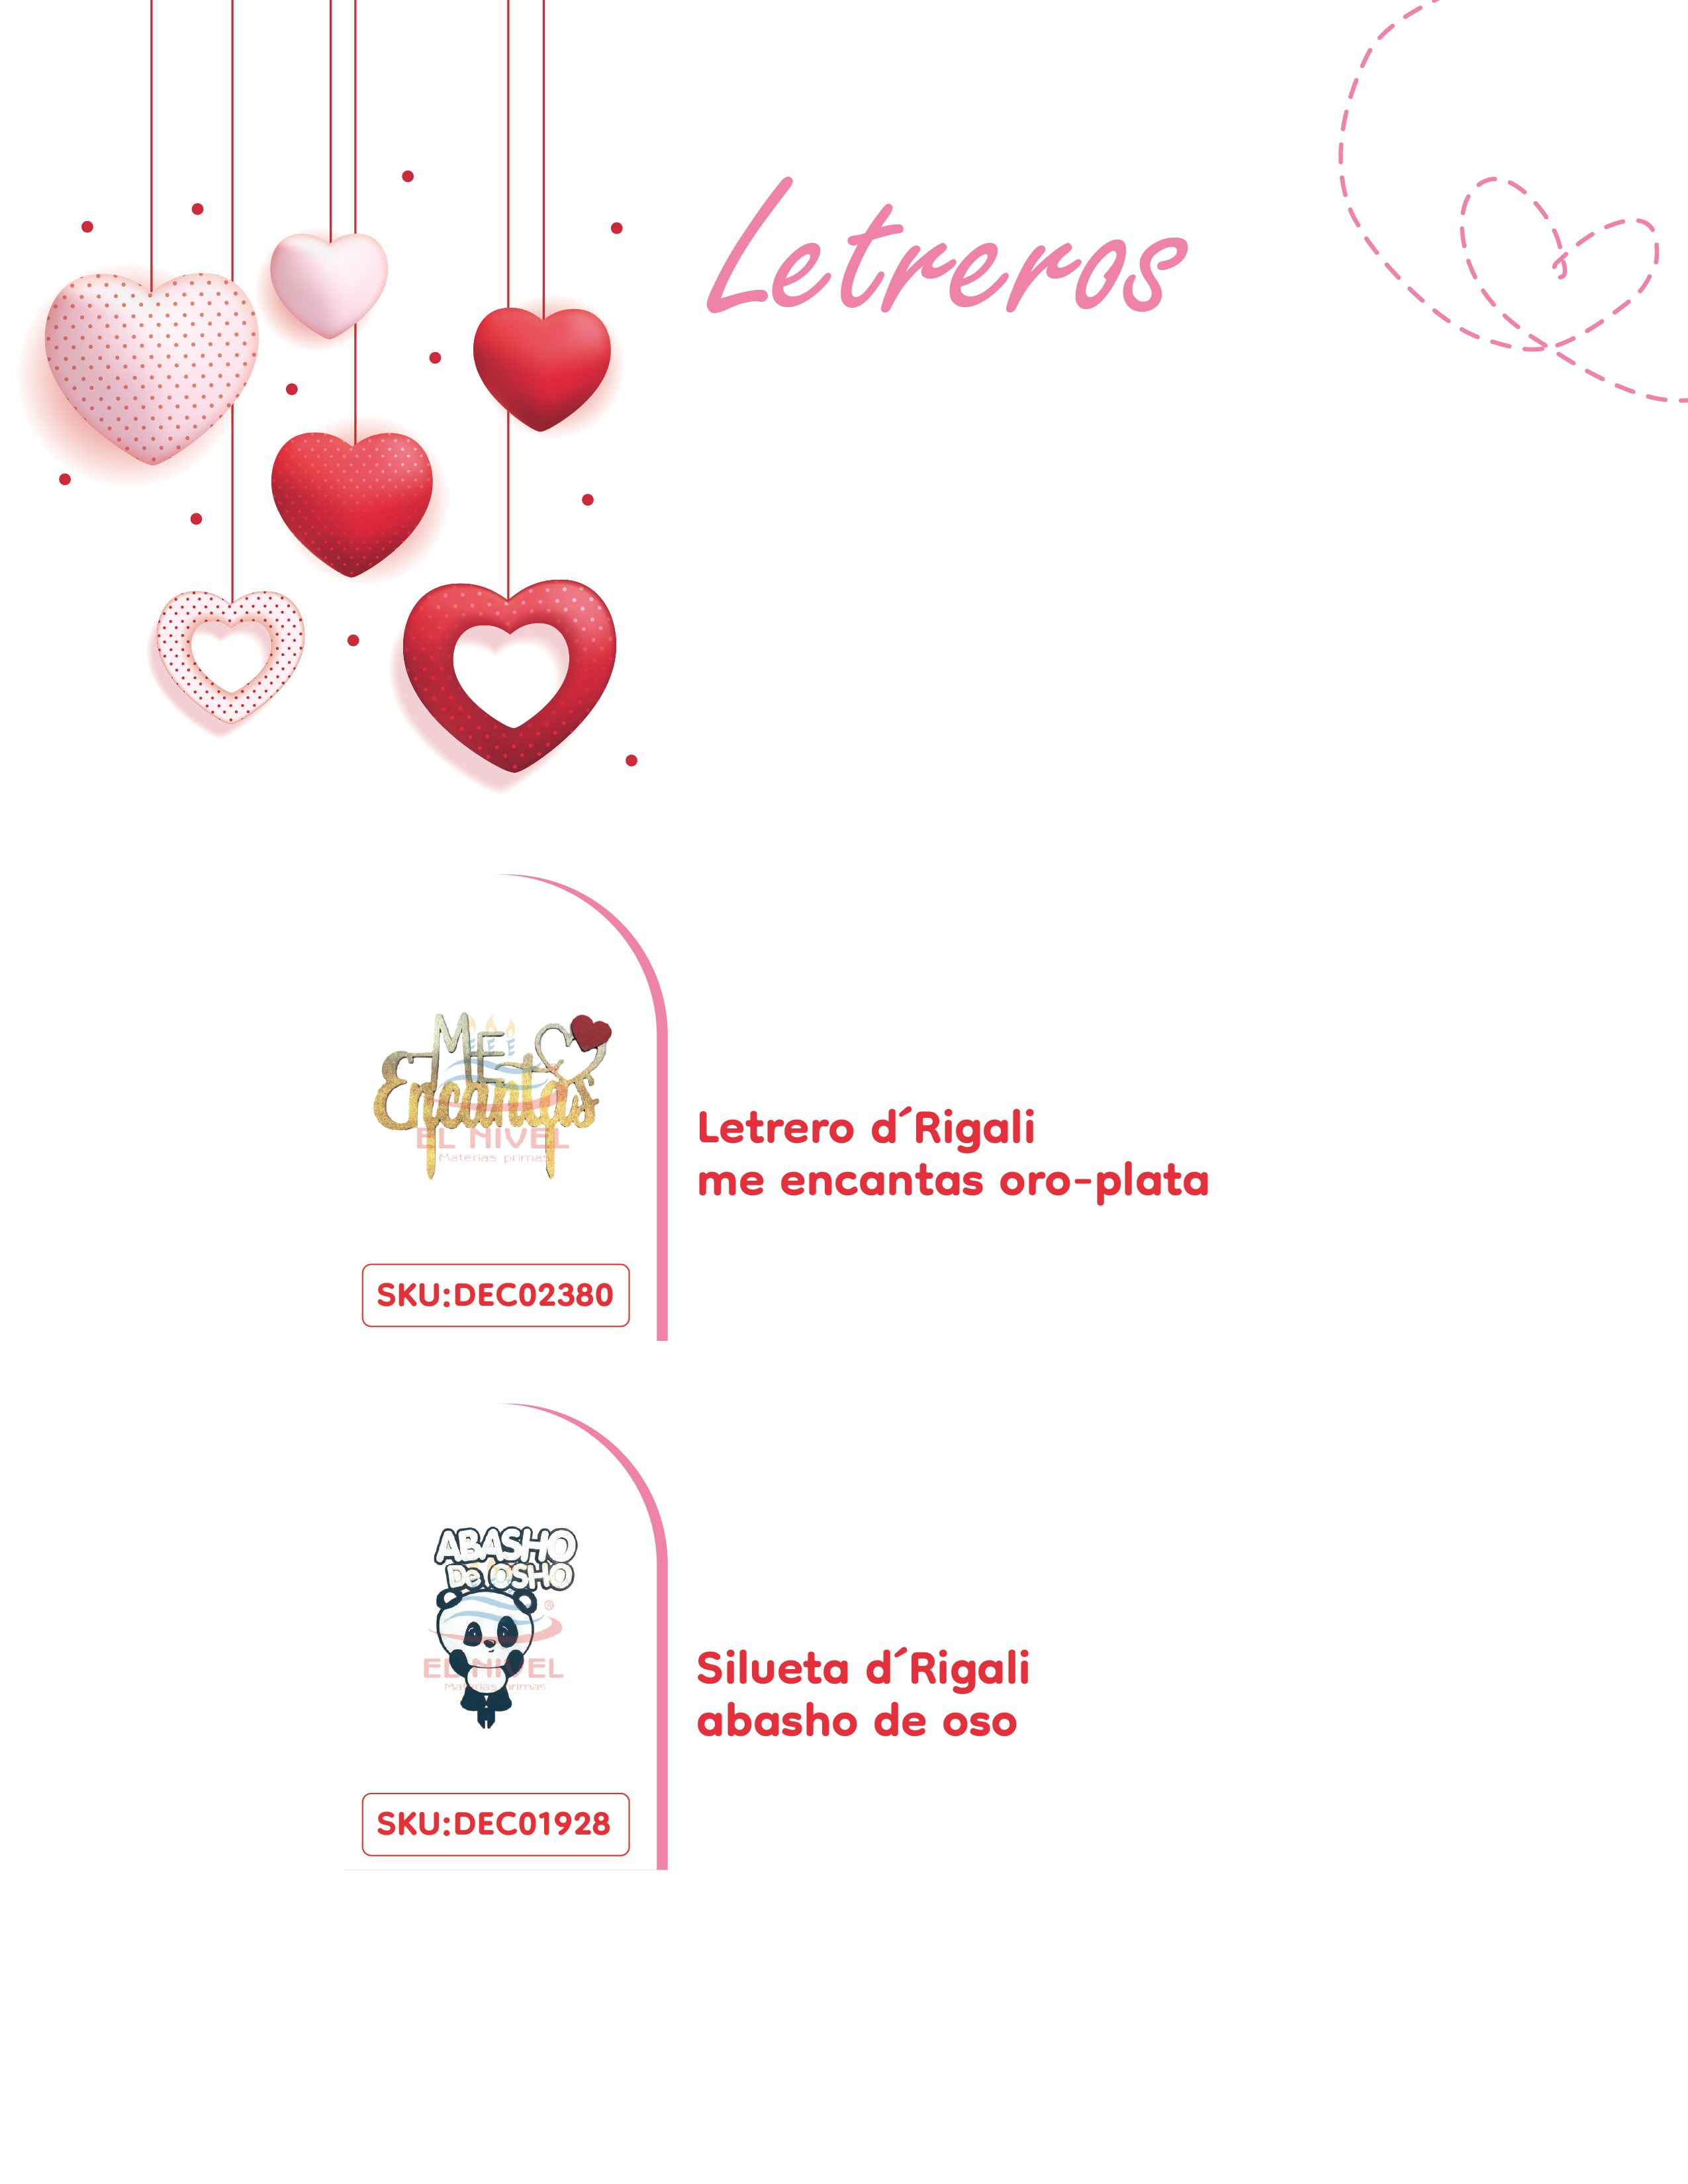 Letreros
ME
Encantas
EL NIVEL
Materias primas
Letrero d´Rigali
me encantas oro-plata
SKU:DEC02380
ABASHO
De OSHO
®
EL NIVEL
Materias primas
Silueta d´Rigali
abasho de oso
SKU:DEC01928